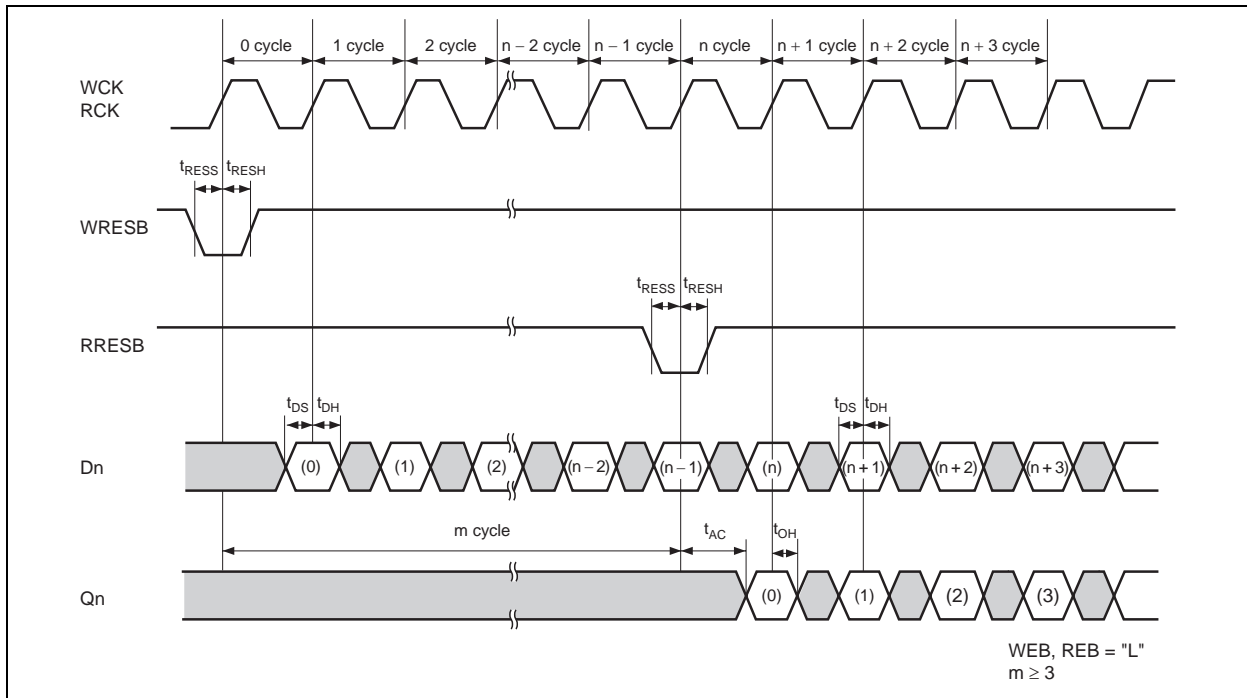 0 cycle 1 cycle 2 cycle n – 2 cycle n – 1 cycle n cycle n + 1 cycle n + 2 cycle n + 3 cycle
WCK
RCK
tRESS tRESH
WRESB
tRESS tRESH
RRESB
tDS tDH tDS tDH
Dn (0) (1) (2) (n – 2) (n – 1) (n) (n + 1) (n + 2) (n + 3)
m cycle tAC tOH
Qn (0) (1) (2) (3)
WEB, REB = "L"
m ≥ 3